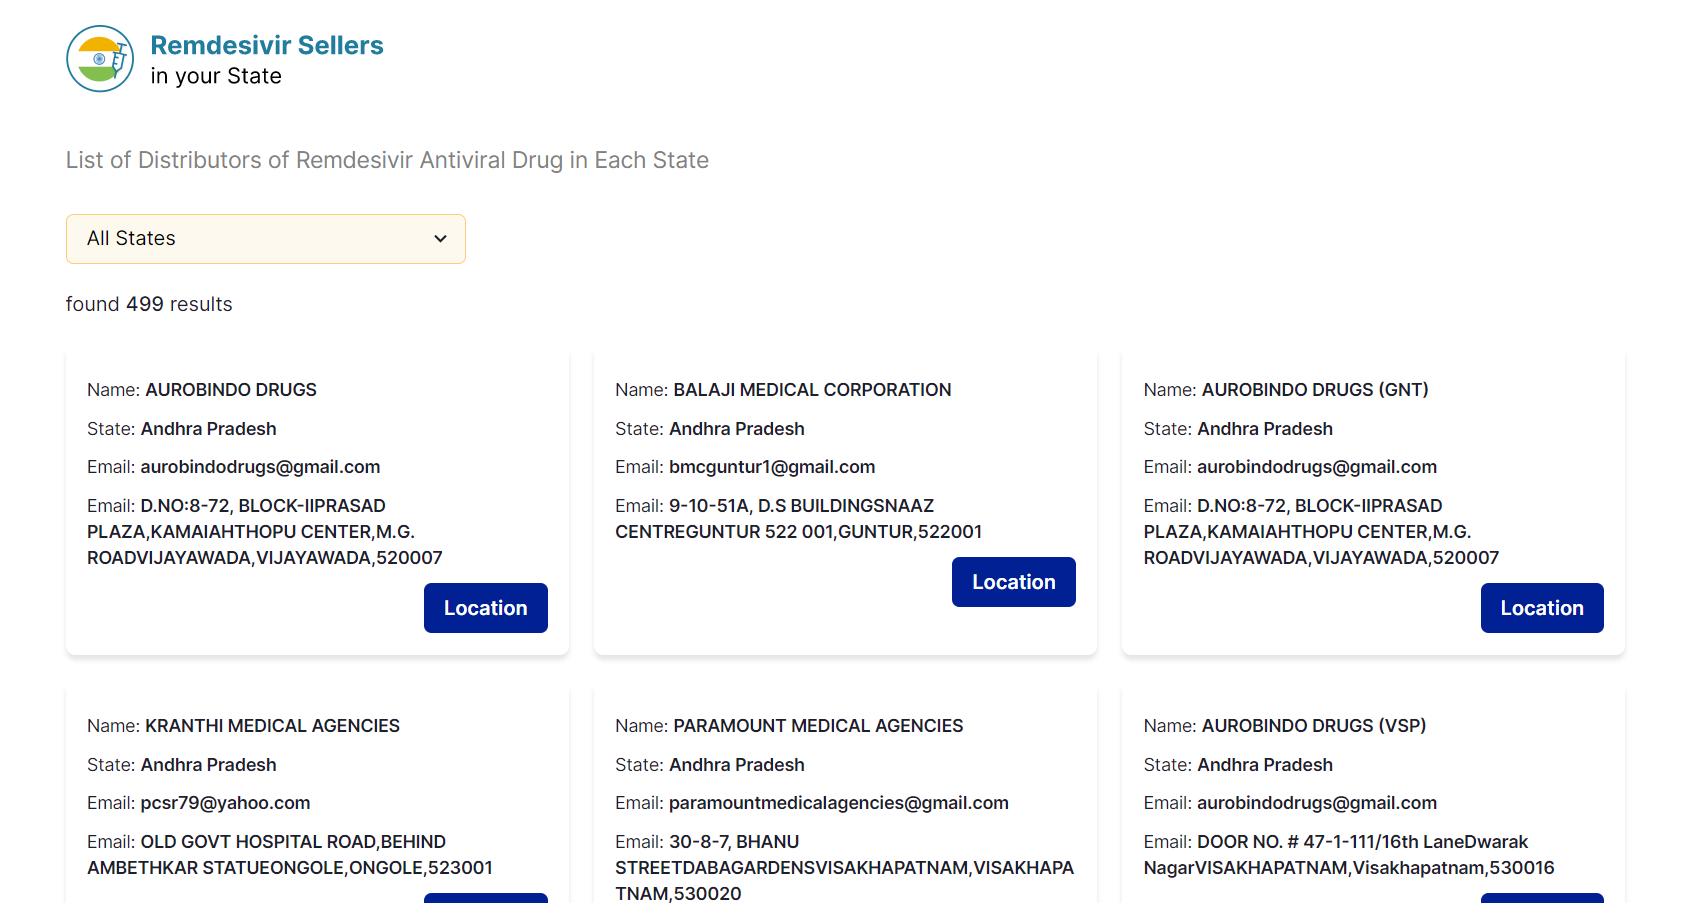 Remdesivir Sellers
in your State
List of Distributors of Remdesivir Antiviral Drug in Each State
All States
found 499 results
Name: AUROBINDO DRUGS
State: Andhra Pradesh
Email: aurobindodrugs@gmail.com
Email: D.NO:8-72, BLOCK-IIPRASAD
PLAZA,KAMAIAHTHOPU CENTER,M.G.
ROADVIJAYAWADA,VIJAYAWADA,520007
Location
Name: BALAJI MEDICAL CORPORATION
State: Andhra Pradesh
Email: bmcguntur1@gmail.com
Email: 9-10-51A, D.S BUILDINGSNAAZ
CENTREGUNTUR 522 001,GUNTUR,522001
Location
Name: AUROBINDO DRUGS (GNT)
State: Andhra Pradesh
Email: aurobindodrugs@gmail.com
Email: D.NO:8-72, BLOCK-IIPRASAD
PLAZA,KAMAIAHTHOPU CENTER,M.G.
ROADVIJAYAWADA,VIJAYAWADA,520007
Location
Name: KRANTHI MEDICAL AGENCIES
State: Andhra Pradesh
Email: pcsr79@yahoo.com
Email: OLD GOVT HOSPITAL ROAD,BEHIND
AMBETHKAR STATUEONGOLE,ONGOLE,523001
Name: PARAMOUNT MEDICAL AGENCIES
State: Andhra Pradesh
Email: paramountmedicalagencies@gmail.com
Email: 30-8-7, BHANU
STREETDABAGARDENSVISAKHAPATNAM,VISAKHAPA
TNAM,530020
Name: AUROBINDO DRUGS (VSP)
State: Andhra Pradesh
Email: aurobindodrugs@gmail.com
Email: DOOR NO. # 47-1-111/16th LaneDwarak
NagarVISAKHAPATNAM,Visakhapatnam,530016